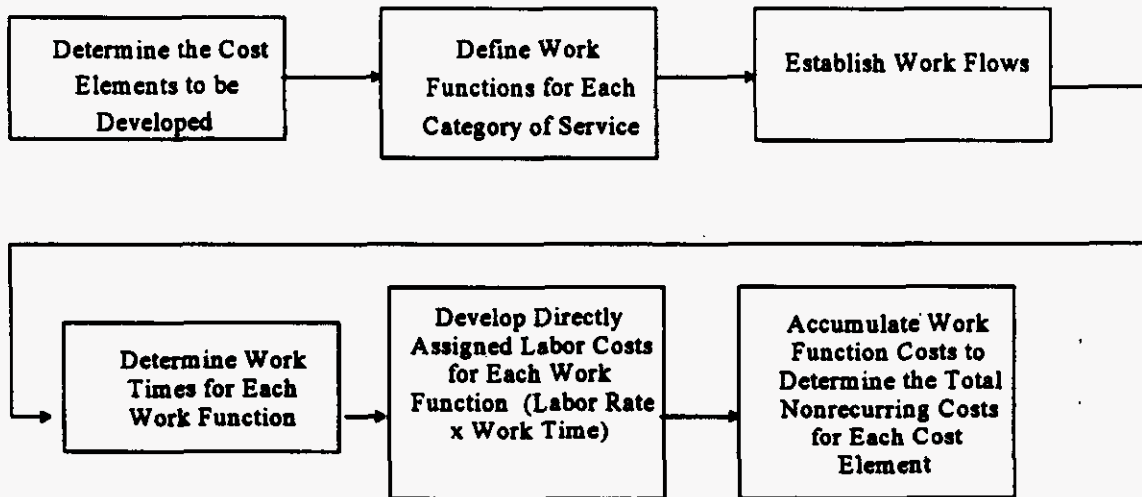 Determine the Cost
Elements to be
Developed
Define Work
Functions for Each
Category of Service
Establish Work Flows
Determine Work
Times for Each
Work Function
Develop Directly
Assigned Labor Costs
for Each Work
Function (Labor Rate
x Work Time)
Accumulate Work
Function Costs to
Determine the Total
Nonrecurring Costs
for Each Cost
Element